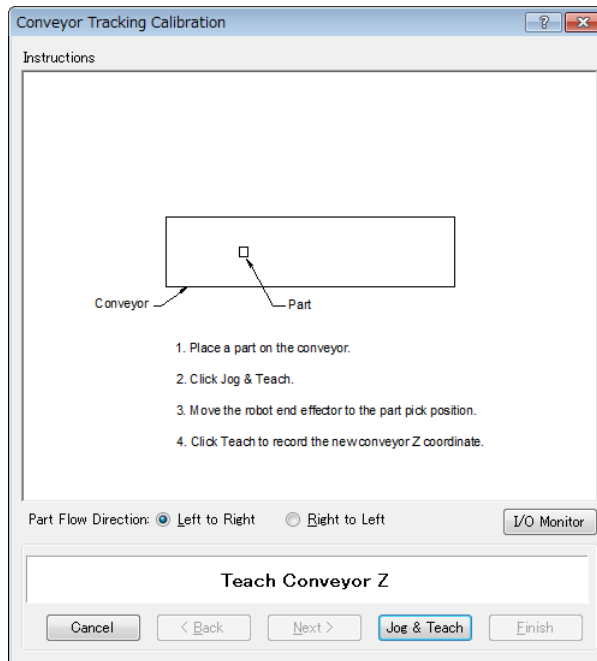 Conveyor Tracking Calibration
?
Instructions
Conveyor
Part
1. Place a part on the conveyor.
2. Click Jog & Teach.
3. Move the robot end effector to the part pick position.
4. Click Teach to record the new conveyor Z coordinate.
Part Flow Direction: Left to Right Right to Left I/O Monitor
Teach Conveyor Z
Cancel < Back Next > Jog & Teach Finish